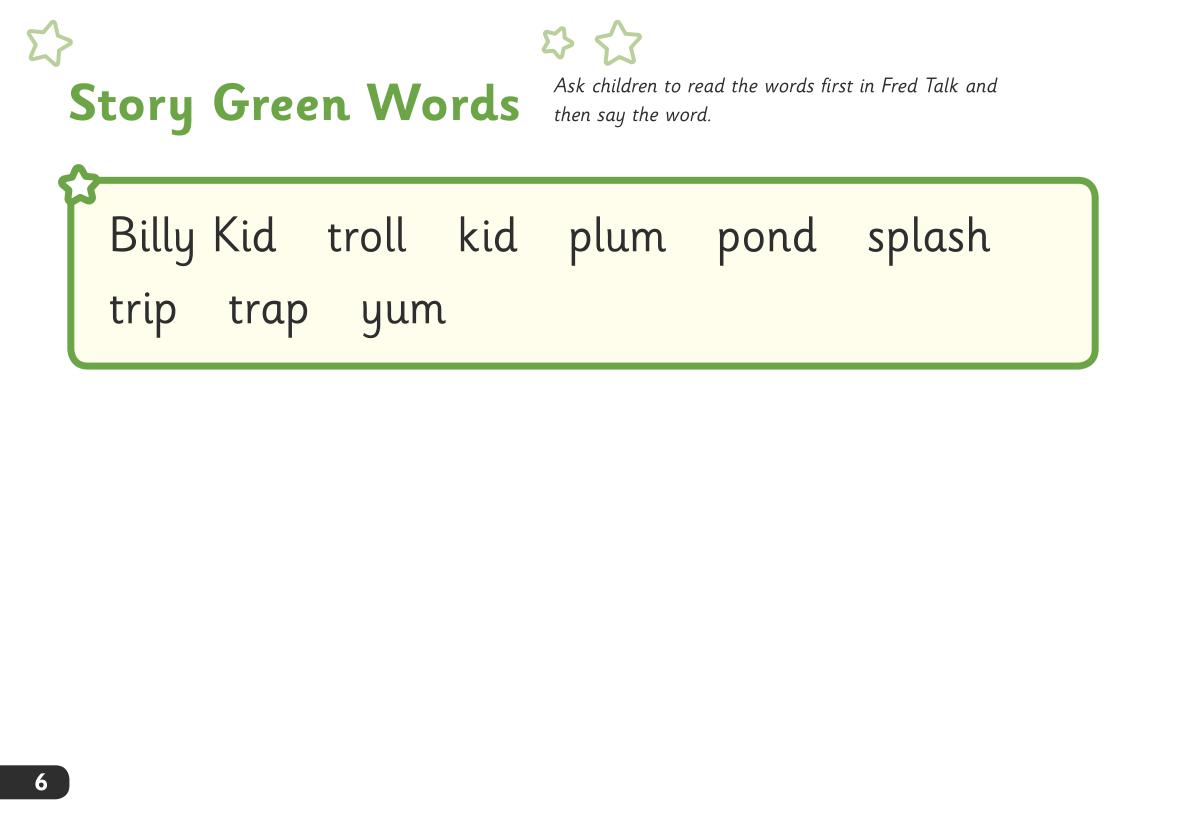 Story Green Words
Ask children to read the words first in Fred Talk and
then say the word.
Billy Kid troll kid plum pond splash
trip trap yum
6